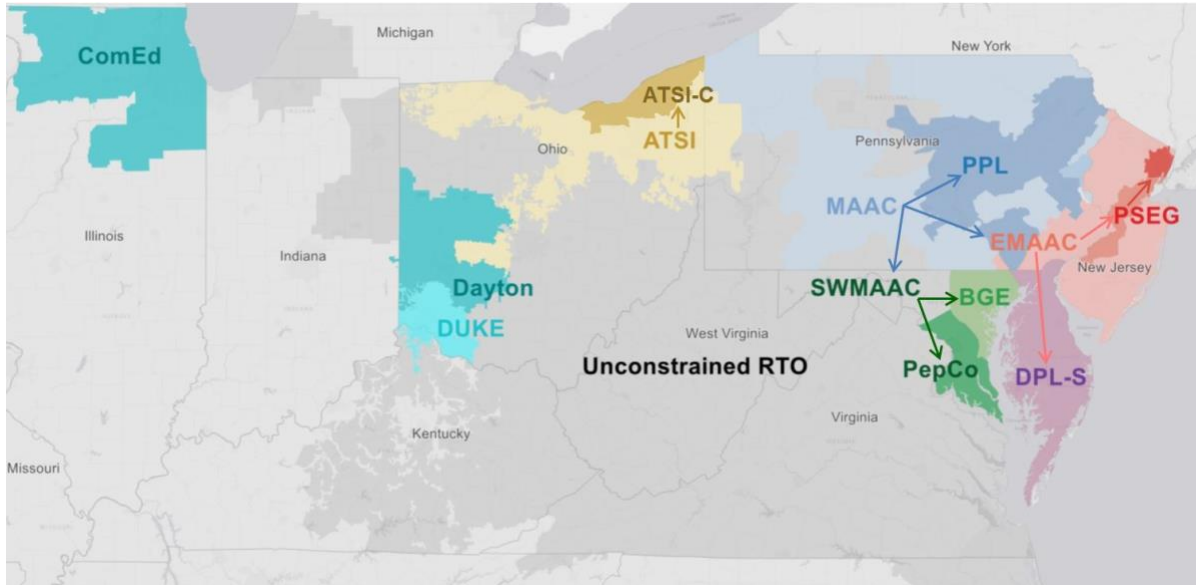 Michigan
New York
ComEd
ATSI-C
ATSI
Ohio
Pennsylvania
PPL
MAAC
PSEG
EMAAC
Illinois
Indiana
New Jersey
Dayton
SWMAAC
BGE
DUKE
West Virginia
Unconstrained RTO
PepCo
DPL-S
Virginia
Kentucky
Missouri